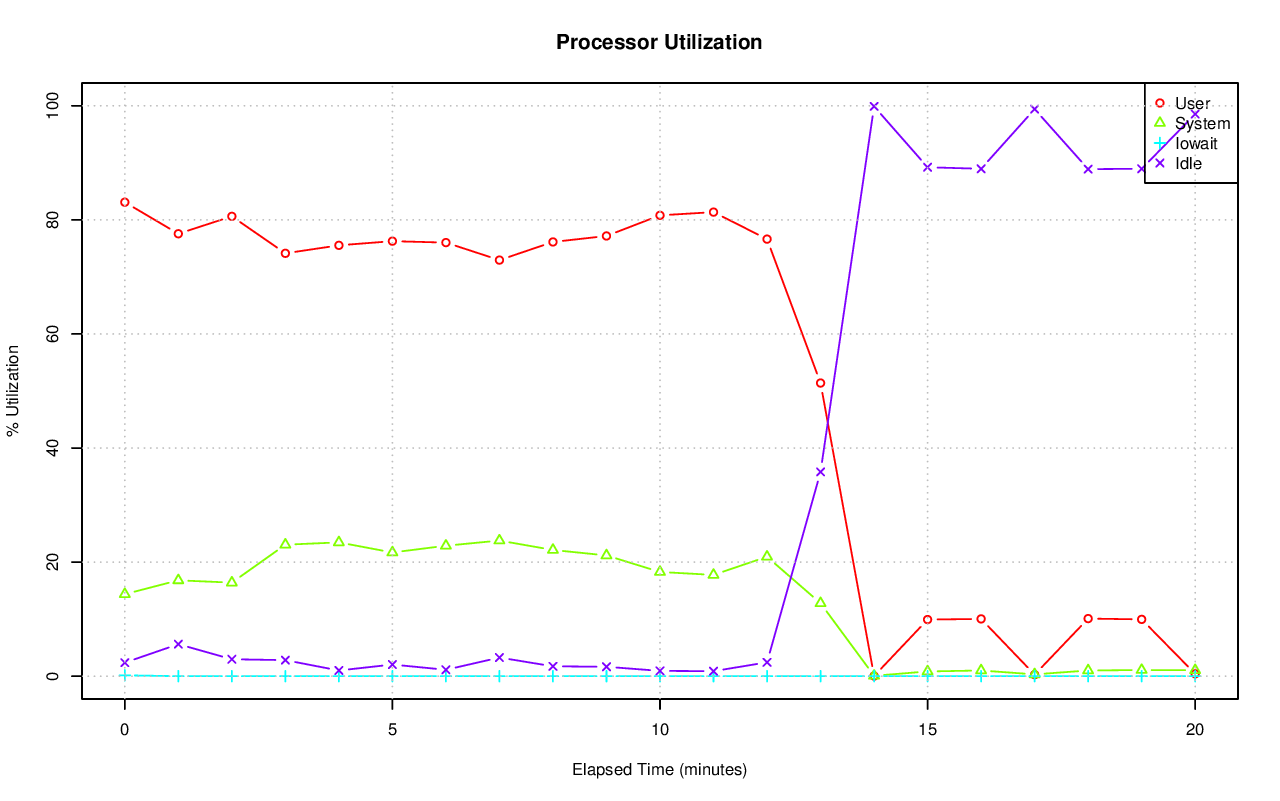 Processor Utilization
% Utilization
100
80
60
40
20
0
User
System
Iowait
Idle
0 5 10 15 20
Elapsed Time (minutes)